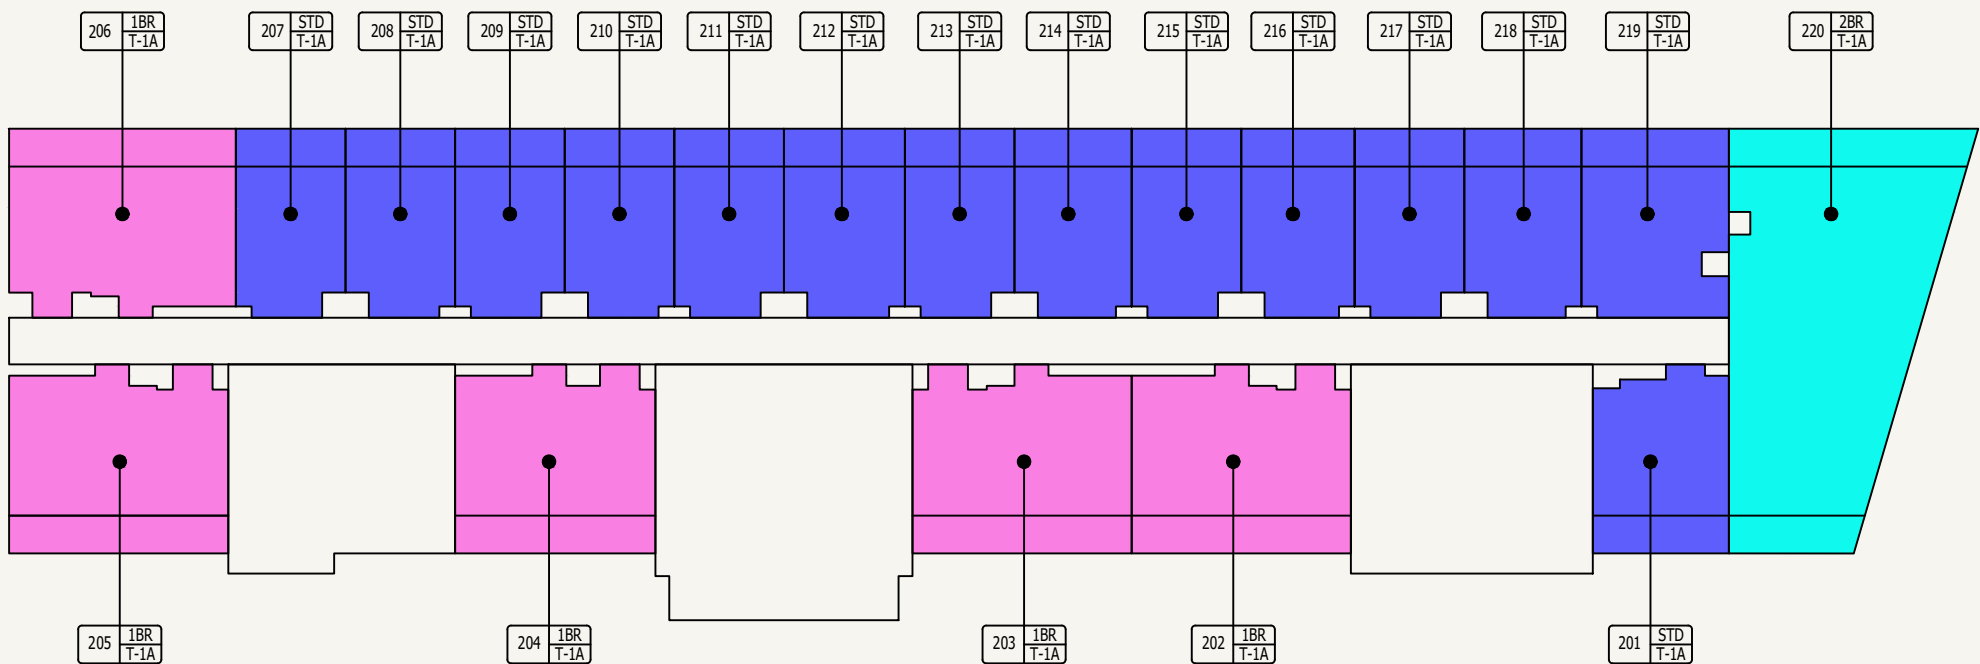 206 1BR T-1A
207 STD T-1A
208 STD T-1A
209 STD T-1A
210 STD T-1A
211 STD T-1A
212 STD T-1A
213 STD T-1A
214 STD T-1A
215 STD T-1A
216 STD T-1A
217 STD T-1A
218 STD T-1A
219 STD T-1A
220 2BR T-1A
205 1BR T-1A
204 1BR T-1A
203 1BR T-1A
202 1BR T-1A
201 STD T-1A